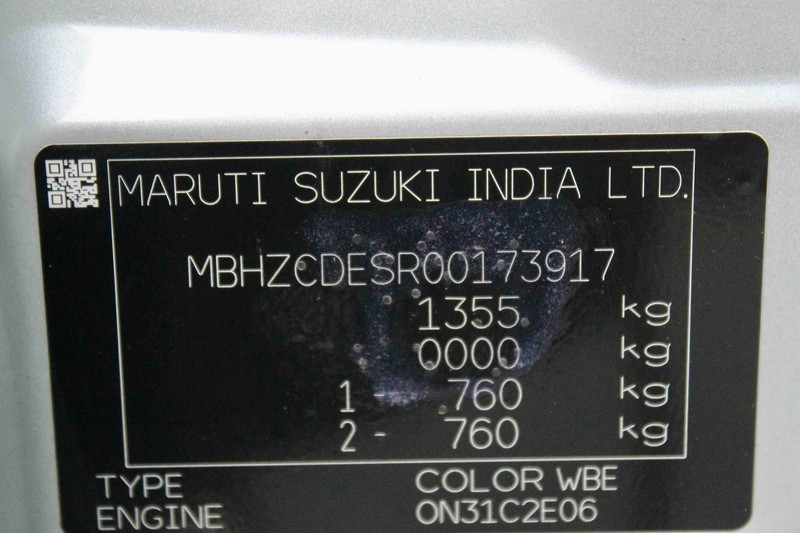 MARUTI SUZUKI INDIA LTD.
MBHZCDESR00173917
1355 kg
0000 kg
1 - 760 kg
2 - 760 kg
TYPE COLOR WBE
ENGINE 0N31C2E06